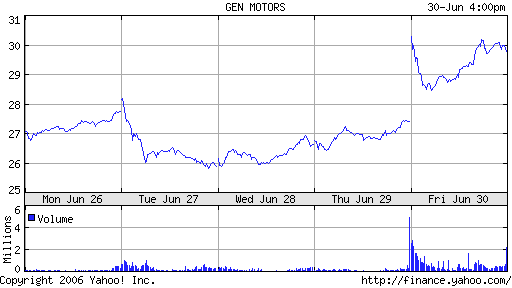 GEN MOTORS
30-Jun 4:00pm
31
30
29
28
27
26
25
Mon Jun 26 Tue Jun 27 Wed Jun 28 Thu Jun 29 Fri Jun 30
6
4
2
0
Millions
Volume
Copyright 2006 Yahoo! Inc.
http://finance.yahoo.com/